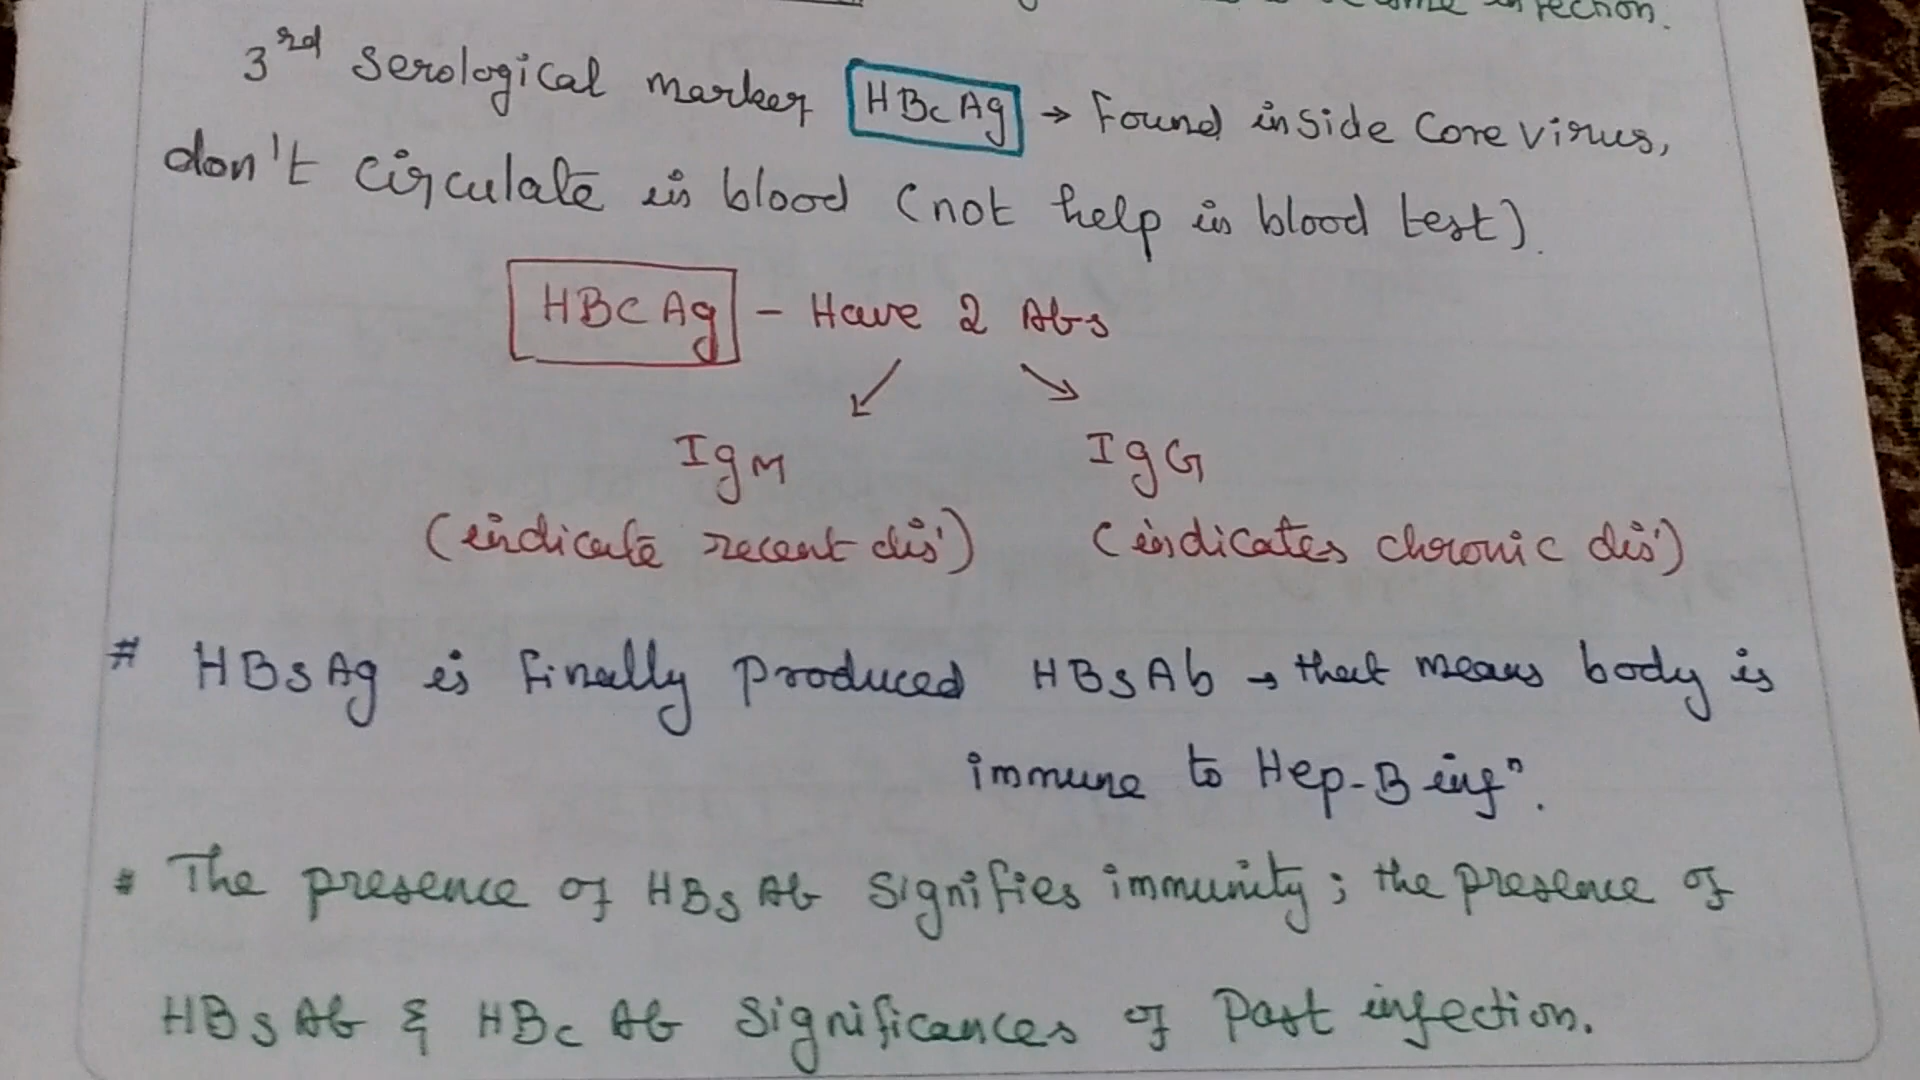 infection.
3rd serological marker HBcAg → Found inside Core virus,
don't circulate in blood (not help in blood test).
HBcAg - Have 2 Abs
IgM IgG
(indicate recent dis') (indicates chronic dis')
# HBsAg is finally produced HBsAb → that means body is
immune to Hep-B infⁿ.
* The presence of HBsAb signifies immunity; the presence of
HBsAb & HBcAb significances of Past infection.